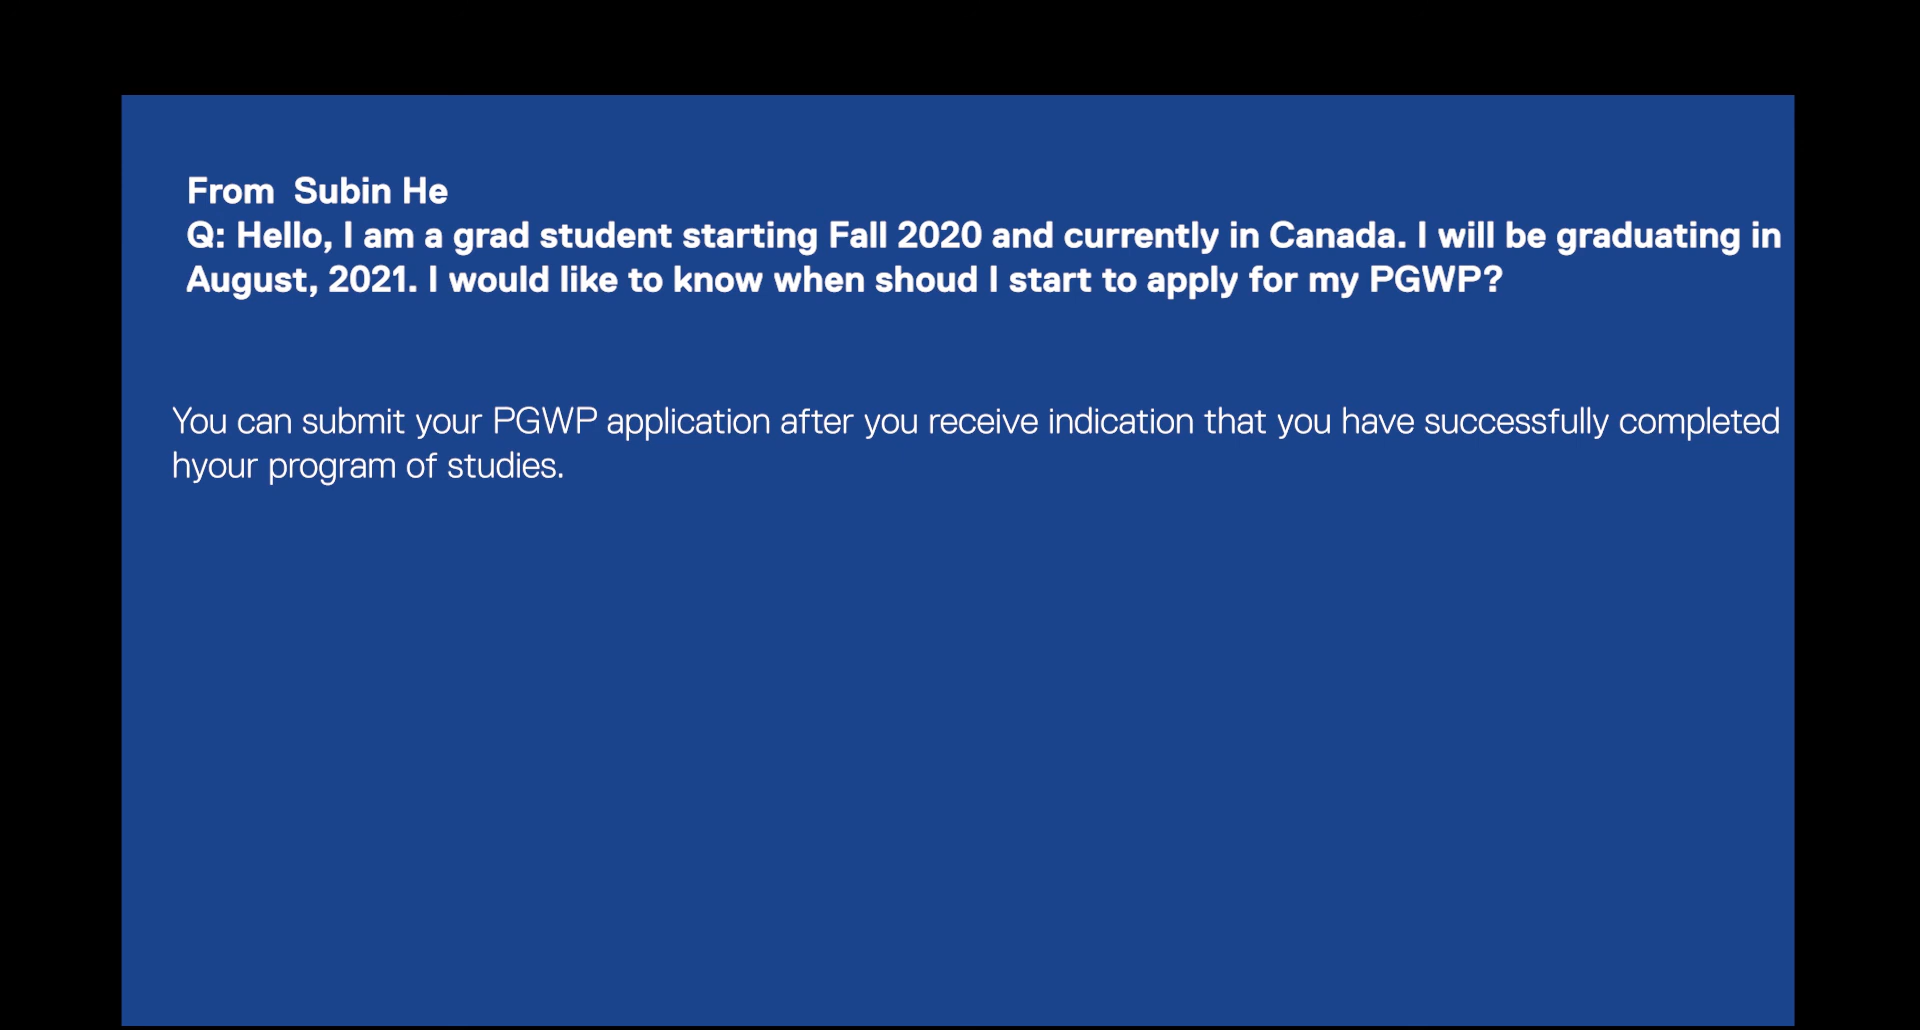 From  Subin He
Q: Hello, I am a grad student starting Fall 2020 and currently in Canada. I will be graduating in
August, 2021. I would like to know when shoud I start to apply for my PGWP?
You can submit your PGWP application after you receive indication that you have successfully completed
hyour program of studies.